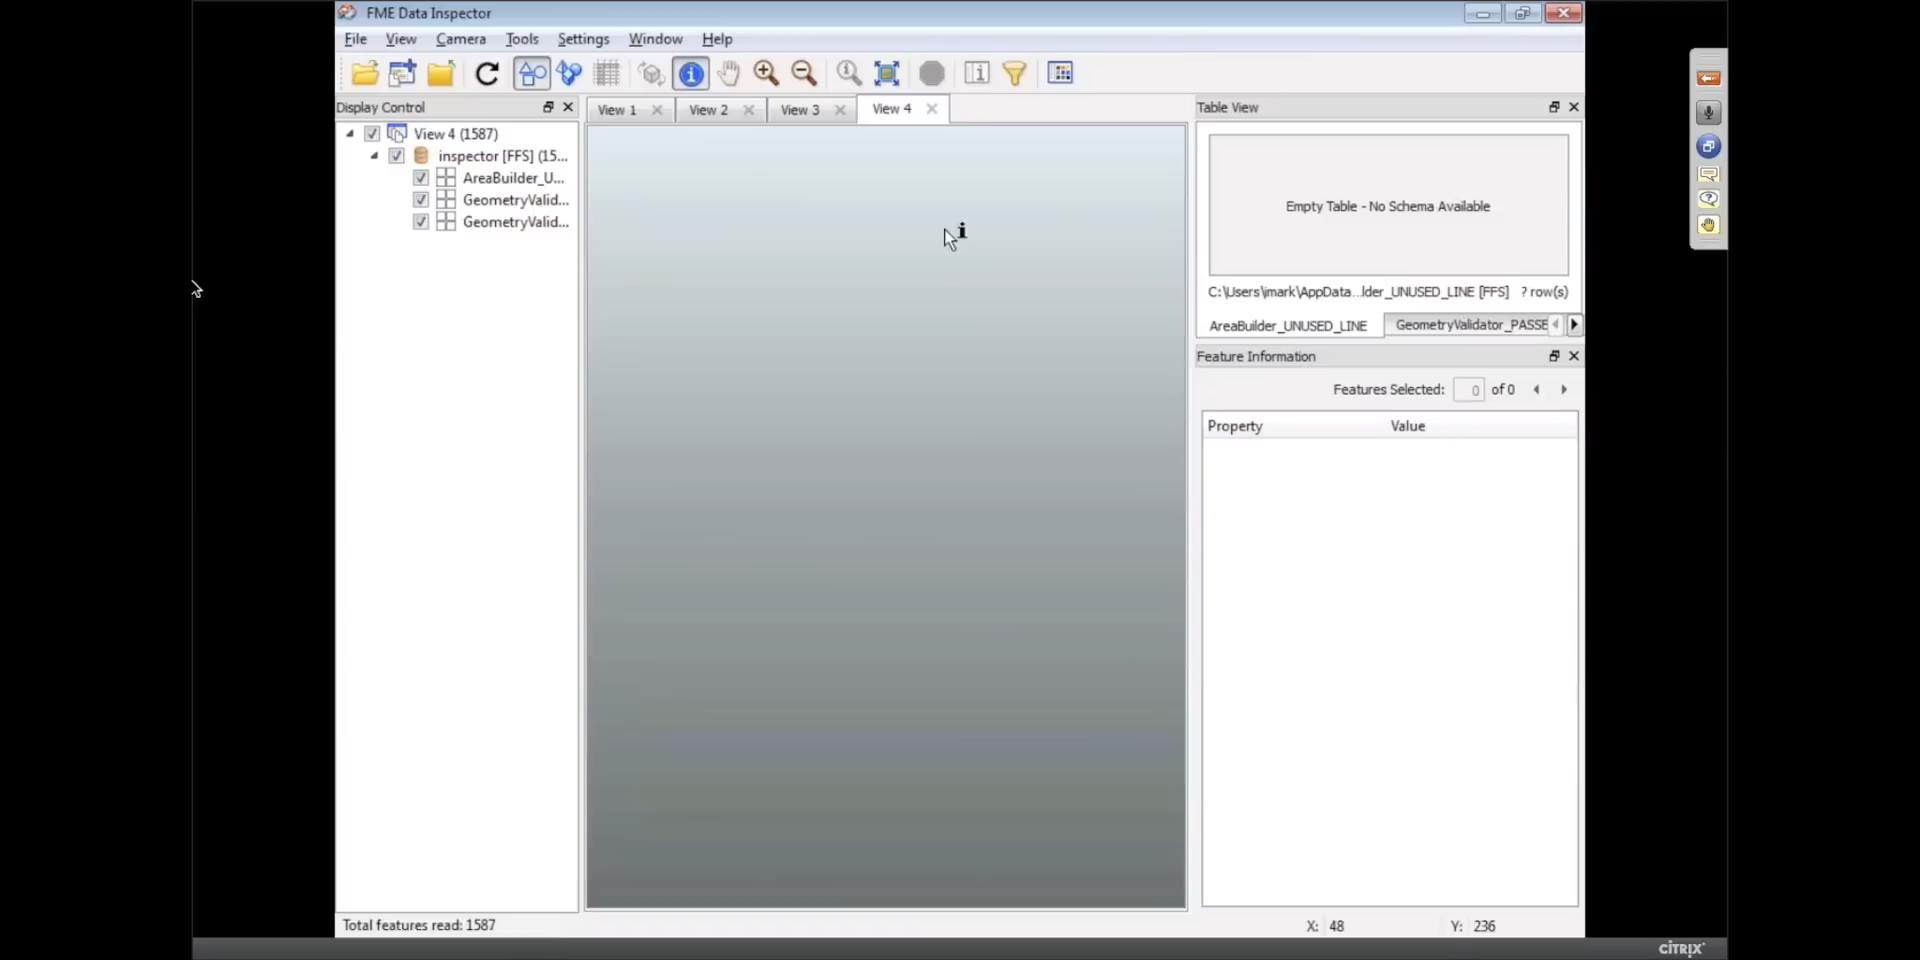 FME Data Inspector
File View Camera Tools Settings Window Help
Display Control
View 1 View 2 View 3 View 4
Table View
View 4 (1587)
inspector [FFS] (15...
AreaBuilder_U...
GeometryValid...
GeometryValid...
Empty Table - No Schema Available
C:\Users\mark\AppData...lder_UNUSED_LINE [FFS] ? row(s)
AreaBuilder_UNUSED_LINE GeometryValidator_PASSE
Feature Information
Features Selected: 0 of 0
Property Value
Total features read: 1587
X: 48 Y: 236
CITRIX